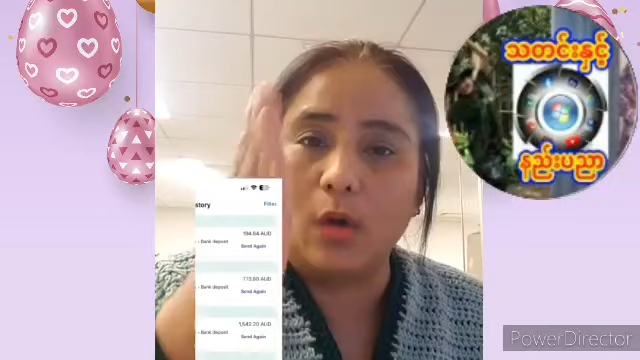 သတင်းနှင့်
နည်းပညာ
story
Filter
194.64 AUD
- Bank deposit
Send Again
773.80 AUD
- Bank deposit
Send Again
1,542.20 AUD
- Bank deposit
Send Again
PowerDirector